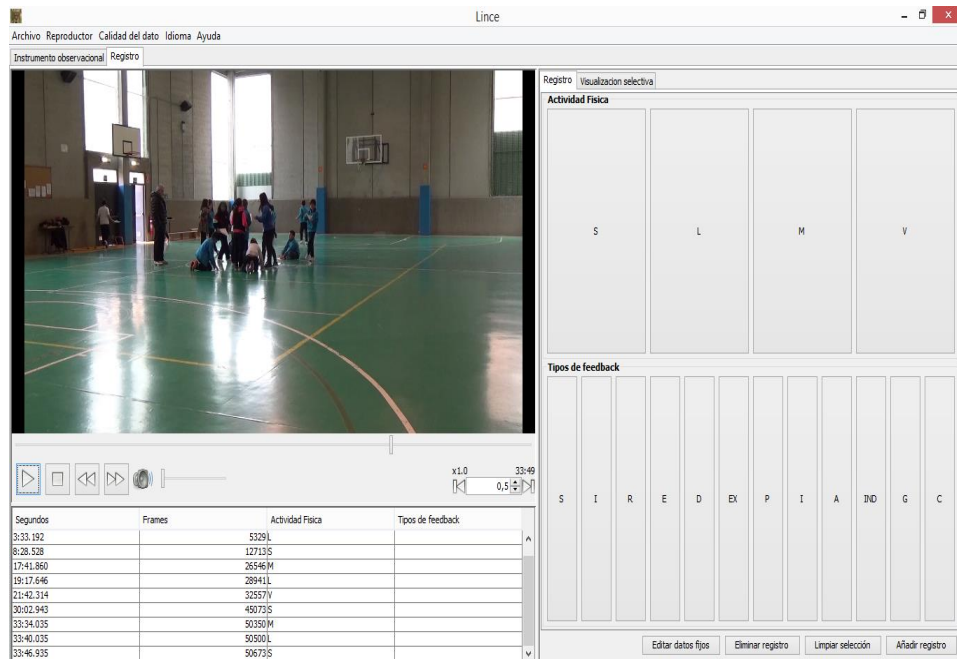 Lince
Archivo Reproductor Calidad del dato Idioma Ayuda
Instrumento observacional Registro
Registro Visualizacion selectiva
Actividad Fisica
S L M V
Tipos de feedback
S I R E D EX P I A IND G C
x1.0 33:49
0,5
Segundos Frames Actividad Fisica Tipos de feedback
3:33.192 5329 L
8:28.528 12713 S
17:41.860 26546 M
19:17.646 28941 L
21:42.314 32557 V
30:02.943 45073 S
33:34.035 50350 M
33:40.035 50500 L
33:46.935 50673 S
Editar datos fijos Eliminar registro Limpiar selección Añadir registro